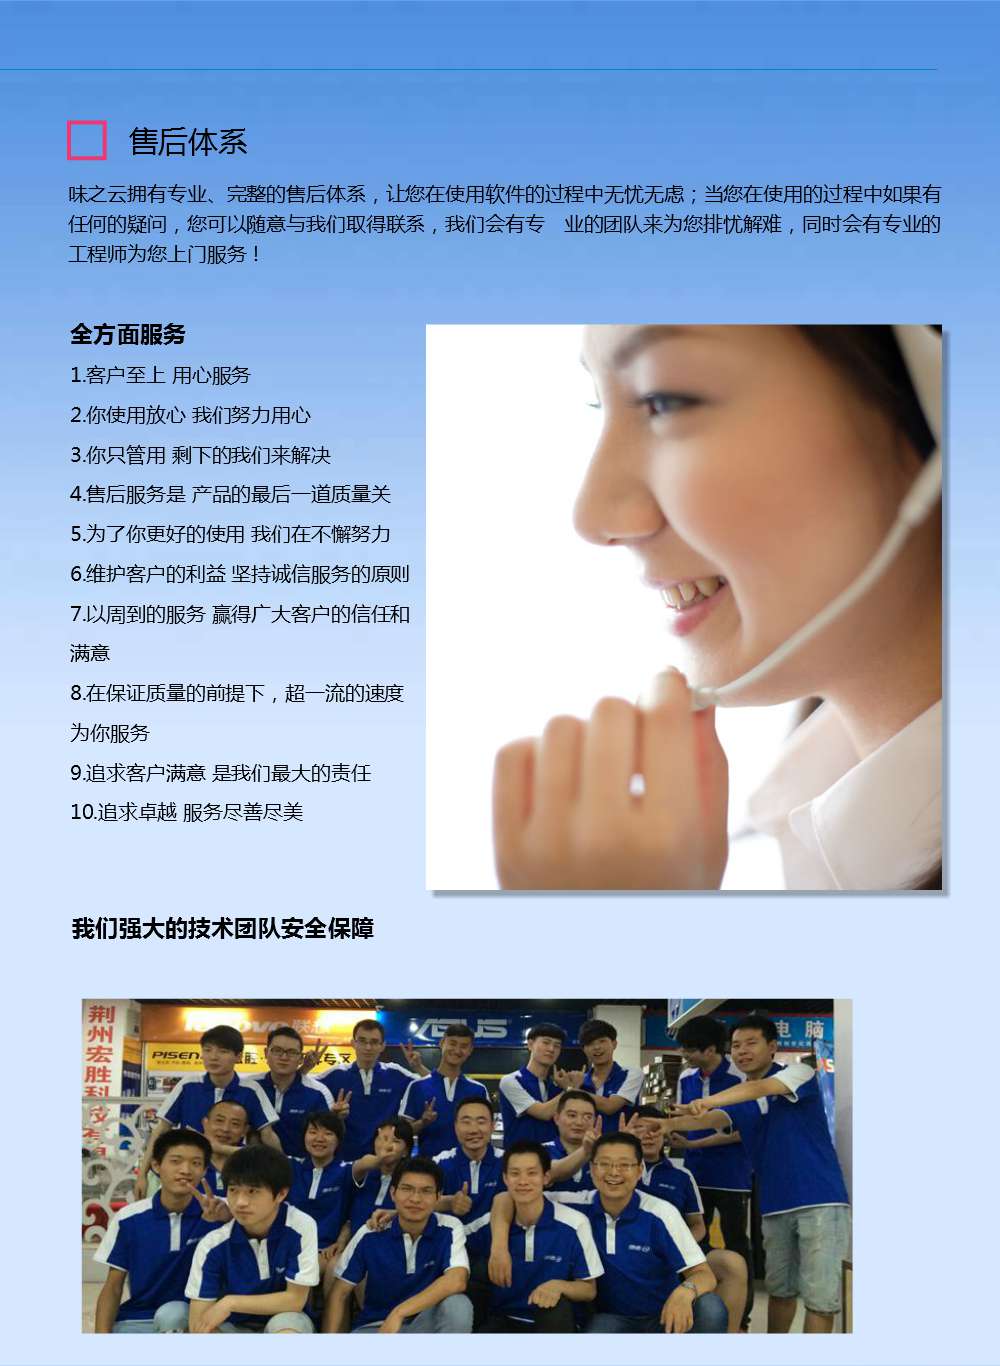 售后体系
味之云拥有专业、完整的售后体系，让您在使用软件的过程中无忧无虑；当您在使用的过程中如果有
任何的疑问，您可以随意与我们取得联系，我们会有专　业的团队来为您排忧解难，同时会有专业的
工程师为您上门服务！
全方面服务
1.客户至上 用心服务
2.你使用放心 我们努力用心
3.你只管用 剩下的我们来解决
4.售后服务是 产品的最后一道质量关
5.为了你更好的使用 我们在不懈努力
6.维护客户的利益 坚持诚信服务的原则
7.以周到的服务 赢得广大客户的信任和
满意
8.在保证质量的前提下，超一流的速度
为你服务
9.追求客户满意 是我们最大的责任
10.追求卓越 服务尽善尽美
我们强大的技术团队安全保障
荆州宏胜科
ASUS
电脑
PISEN